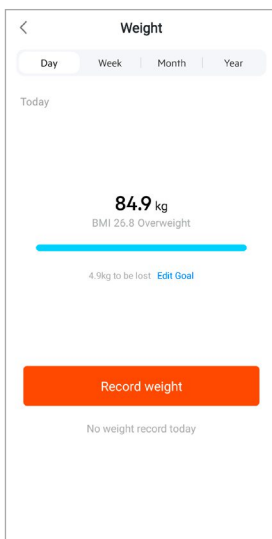 Weight
Day Week Month Year
Today
84.9 kg
BMI 26.8 Overweight
4.9kg to be lost Edit Goal
Record weight
No weight record today